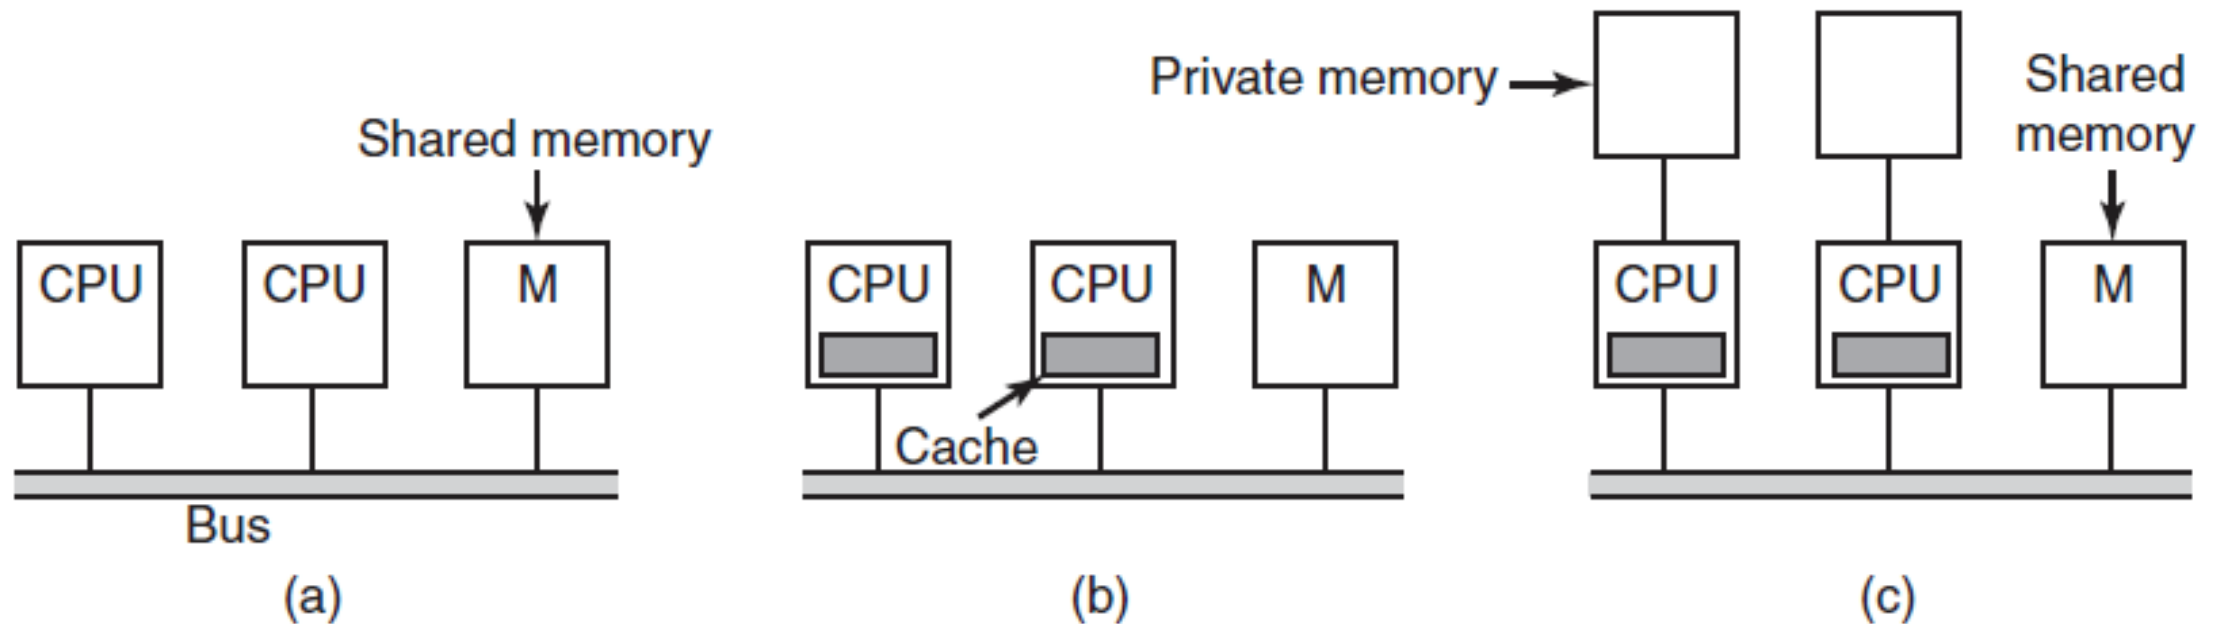 Shared memory
CPU
CPU
M
Bus
(a)
CPU
CPU
M
Cache
(b)
Private memory
Shared
memory
CPU
CPU
M
(c)